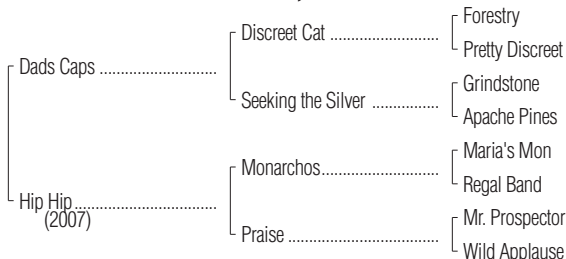 Forestry
Discreet Cat ....................
Pretty Discreet
Dads Caps ......................
Grindstone
Seeking the Silver ............
Apache Pines
Maria's Mon
Monarchos......................
Regal Band
Hip Hip...........................
(2007)
Mr. Prospector
Praise ............................
Wild Applause